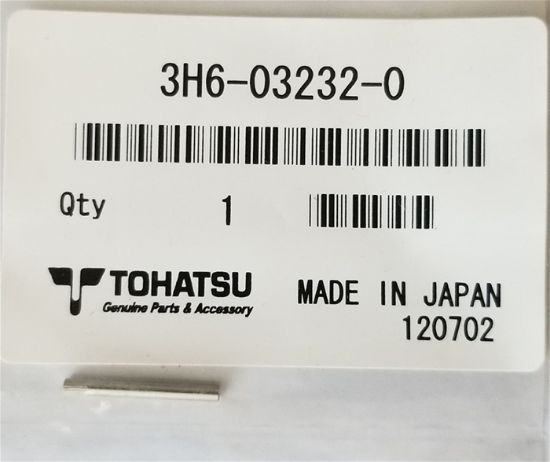 3H6-03232-0
Qty 1
TOHATSU
Genuine Parts & Accessory
MADE IN JAPAN
120702